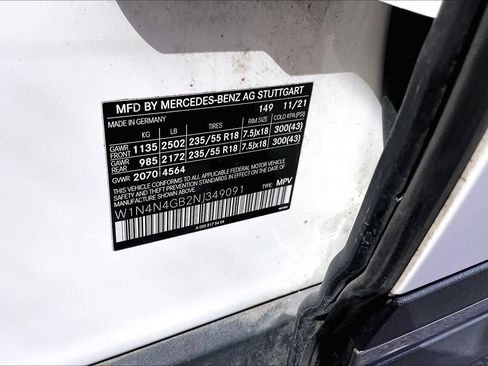 MFD BY MERCEDES-BENZ AG STUTTGART
MADE IN GERMANY 149 11/21
KG LB TIRES RIM SIZE COLD KPA (PSI)
GAWR FRONT 1135 2502 235/55 R18 7.5Jx18 300(43)
GAWR REAR 985 2172 235/55 R18 7.5Jx18 300(43)
GVWR 2070 4564
THIS VEHICLE CONFORMS TO ALL APPLICABLE FEDERAL MOTOR VEHICLE
SAFETY STANDARDS IN EFFECT ON THE DATE OF
MANUFACTURE SHOWN ABOVE.
W1N4N4GB2NJ349091 TYPE: MPV